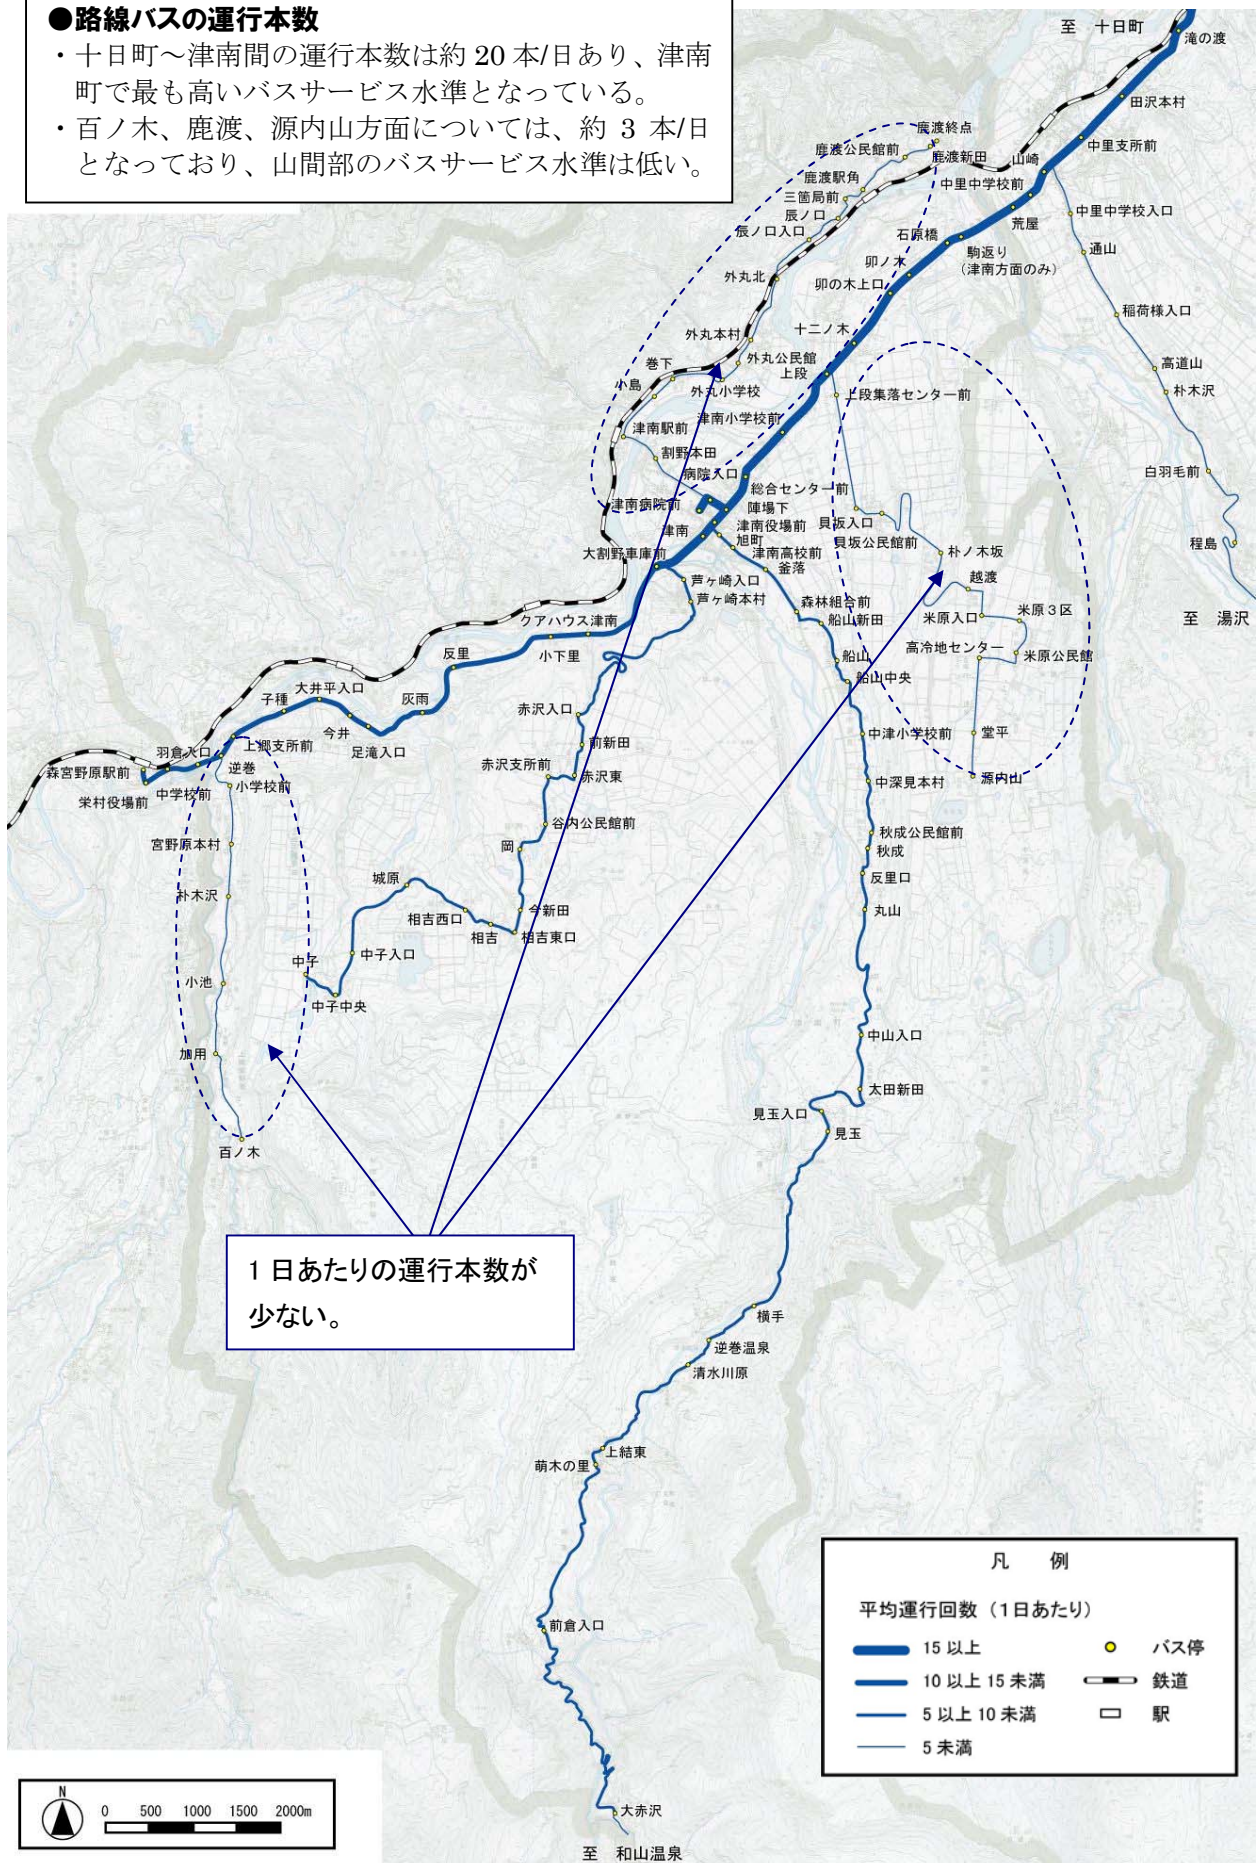 ●路線バスの運行本数
・十日町～津南間の運行本数は約 20 本/日あり、津南
町で最も高いバスサービス水準となっている。
・百ノ木、鹿渡、源内山方面については、約 3 本/日
となっており、山間部のバスサービス水準は低い。
至 十日町
滝の渡
田沢本村
中里支所前
山崎
中里中学校前
荒屋
中里中学校入口
通山
稲荷様入口
高道山
朴木沢
白羽毛前
程島
至 湯沢
鹿渡終点
鹿渡公民館前
鹿渡新田
鹿渡駅角
三箇局前
辰ノ口
辰ノ口入口
外丸北
外丸本村
外丸公民館
外丸小学校
巻下
小島
津南駅前
割野本田
石原橋
駒返り
（津南方面のみ）
卯ノ木
卯の木上口
十二ノ木
上段
津南小学校前
病院入口
総合センター前
陣場下
津南病院前
津南役場前
津南
旭町
大割野車庫前
上段集落センター前
貝坂入口
貝坂公民館前
朴ノ木坂
越渡
米原入口
米原３区
米原公民館
高冷地センター
堂平
源内山
津南高校前
釜落
森林組合前
船山新田
船山
船山中央
中津小学校前
中深見本村
秋成公民館前
秋成
反里口
丸山
中山入口
太田新田
見玉入口
見玉
横手
逆巻温泉
清水川原
上結東
萌木の里
前倉入口
大赤沢
至 和山温泉
芦ヶ崎入口
芦ヶ崎本村
赤沢入口
前新田
赤沢支所前
赤沢東
谷内公民館前
岡
今新田
相吉東口
相吉
相吉西口
城原
中子入口
中子
中子中央
クアハウス津南
小下里
反里
灰雨
足滝入口
今井
大井平入口
子種
上郷支所前
羽倉入口
逆巻
森宮野原駅前
栄村役場前
中学校前
小学校前
宮野原本村
朴木沢
小池
加用
百ノ木
1 日あたりの運行本数が
少ない。
凡 例
平均運行回数（１日あたり）
15 以上
10 以上 15 未満
5 以上 10 未満
5 未満
バス停
鉄道
駅
N
0 500 1000 1500 2000m